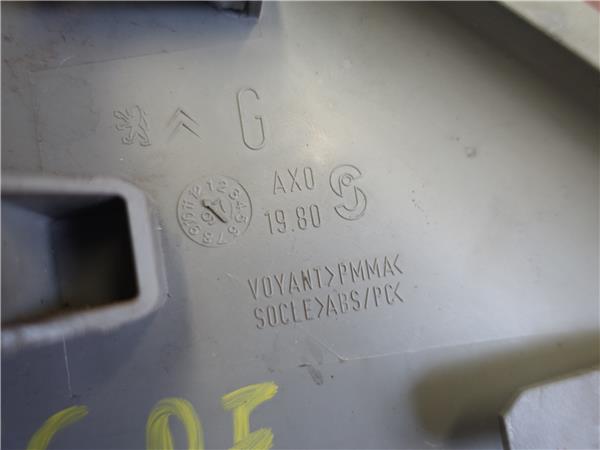 G
AXO
19.80
VOYANT>PMMA<
SOCLE>ABS/PC<